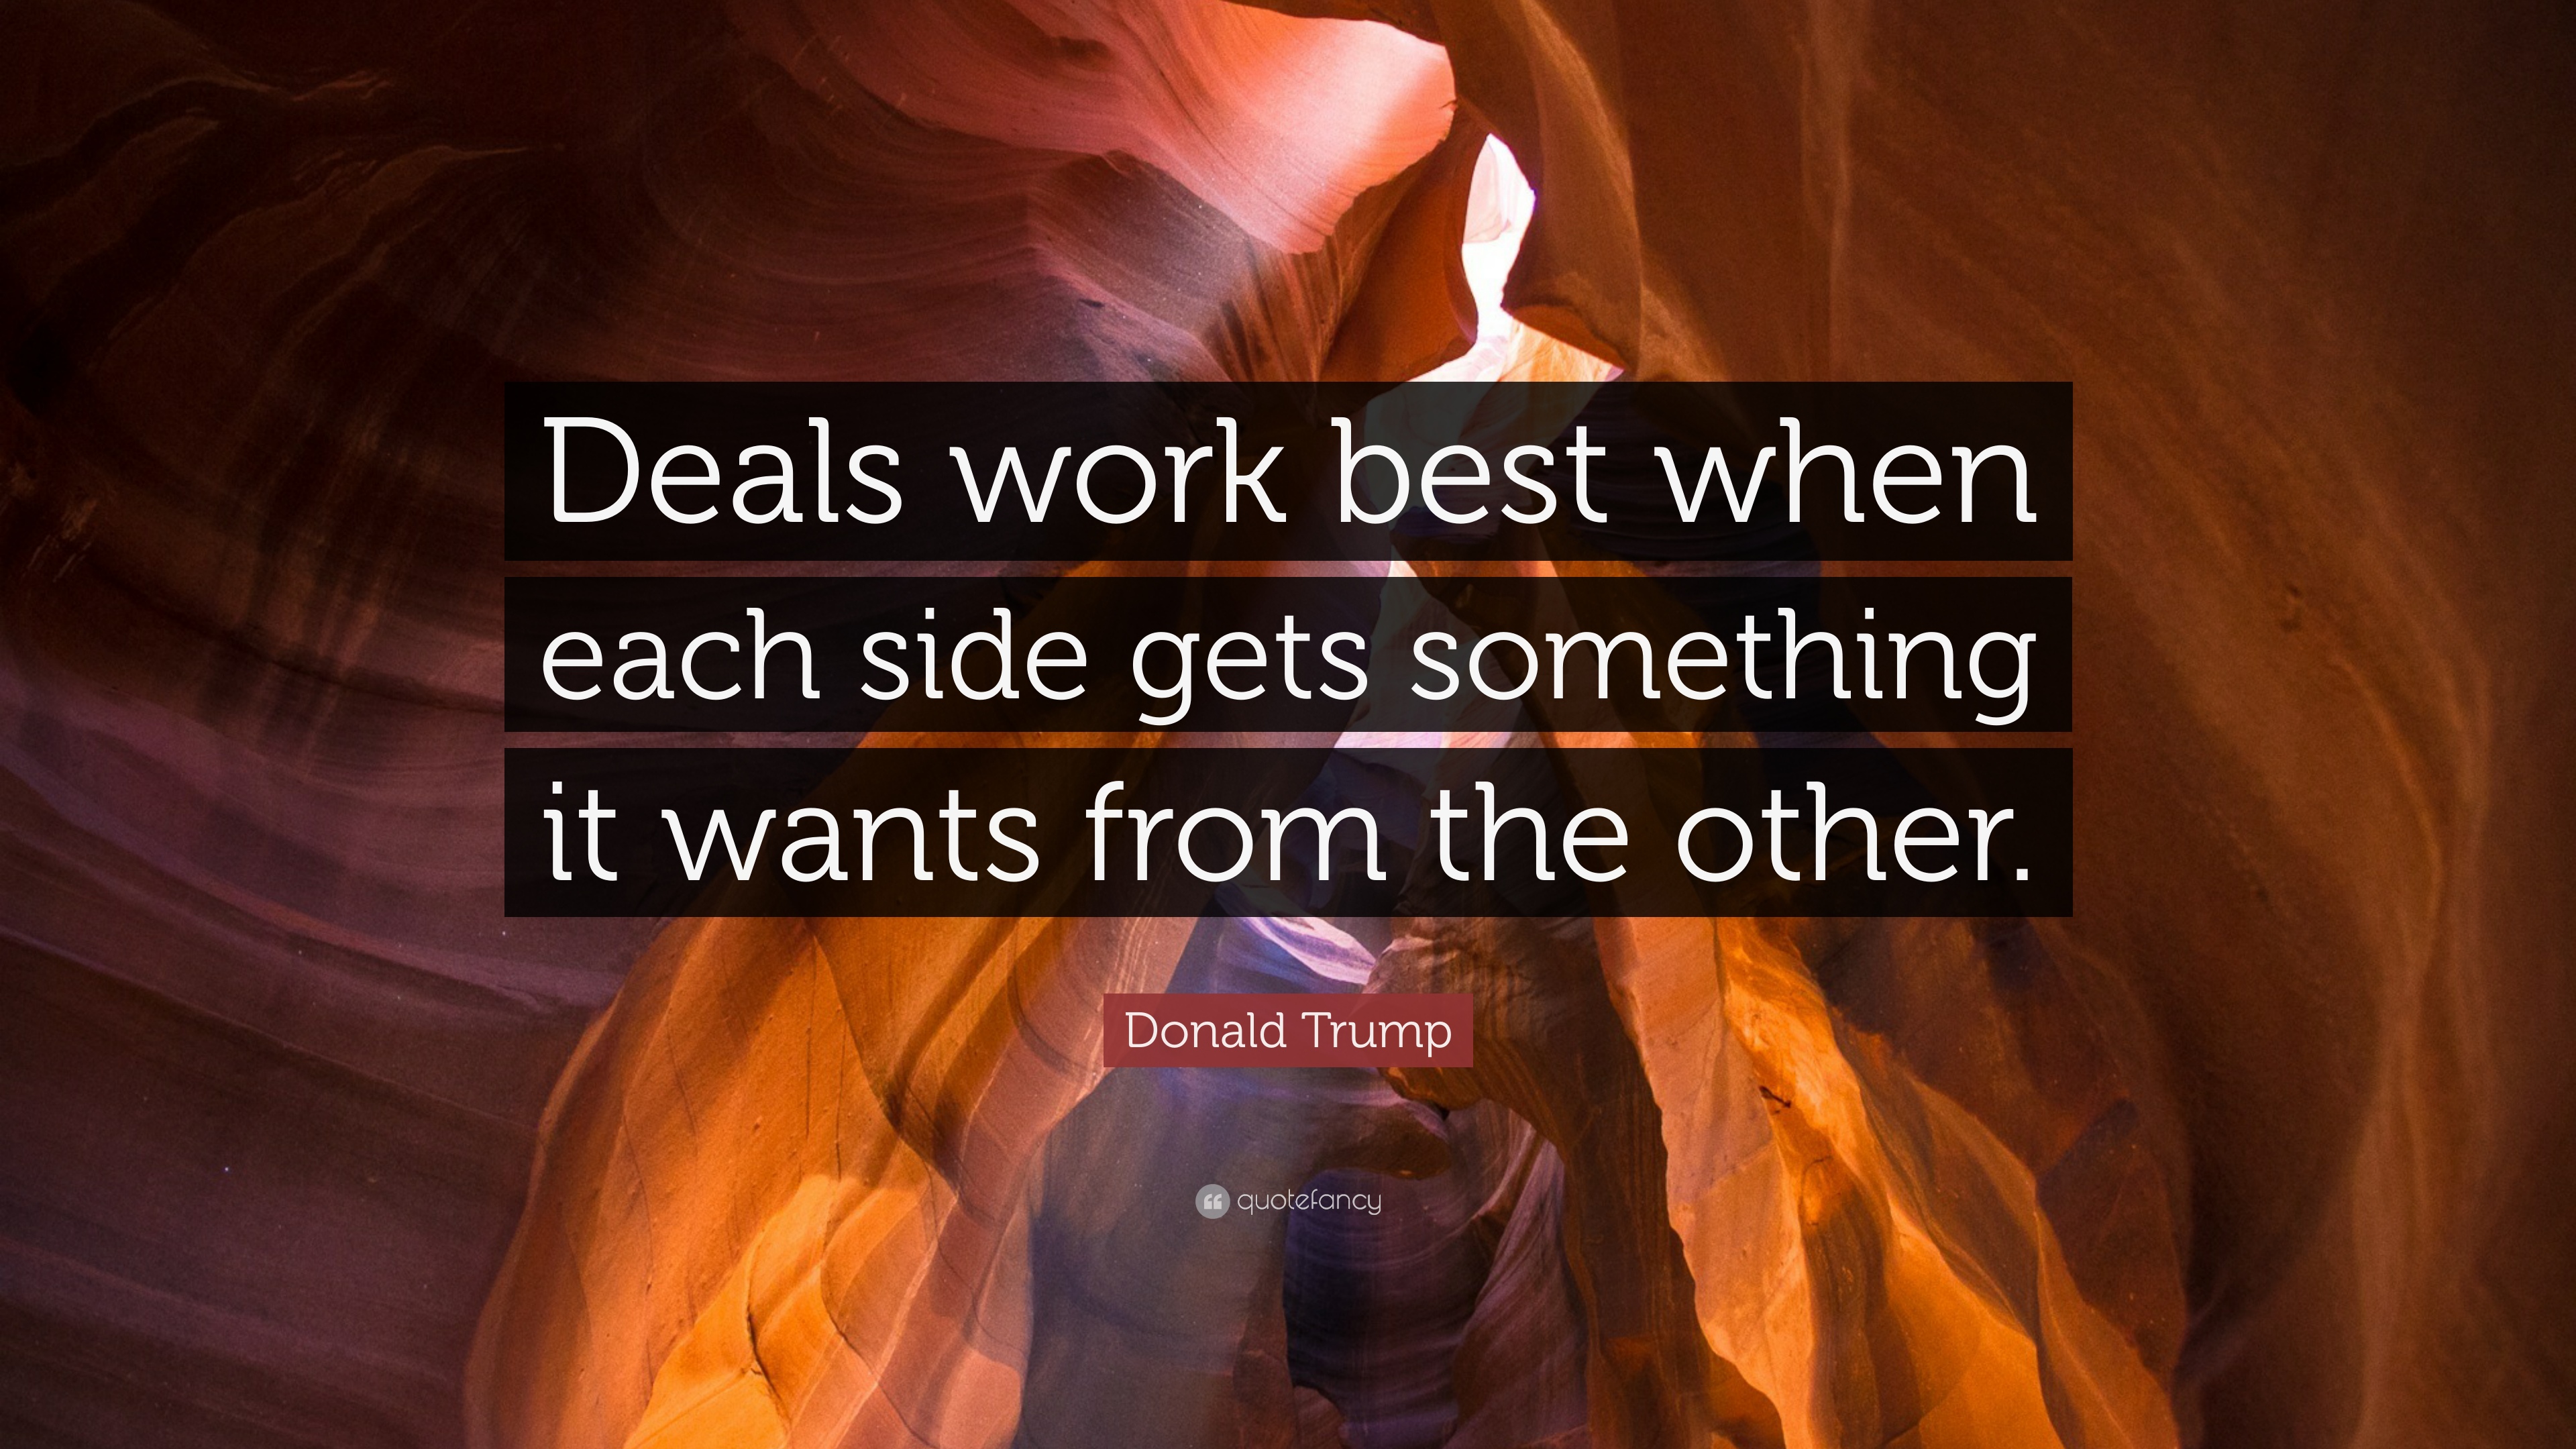 Deals work best when
each side gets something
it wants from the other.
Donald Trump
quotefancy